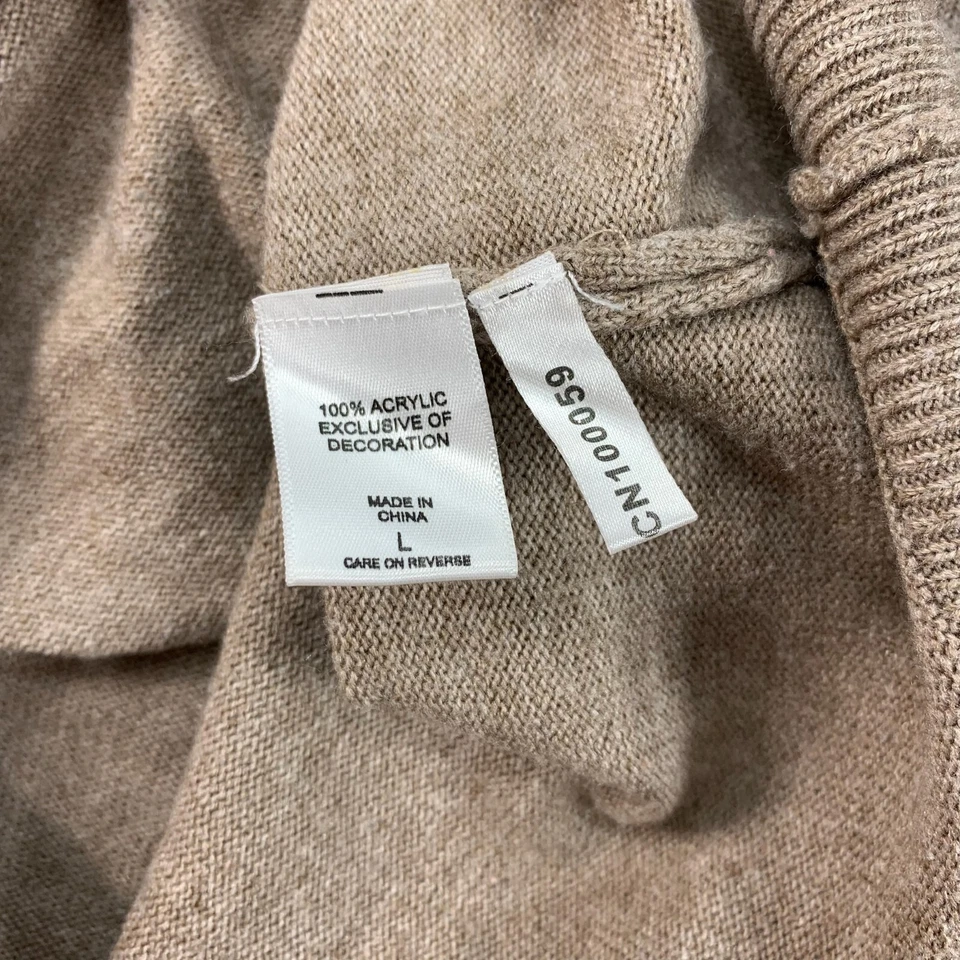 100% ACRYLIC
EXCLUSIVE OF
DECORATION
MADE IN
CHINA
L
CARE ON REVERSE
CN100059